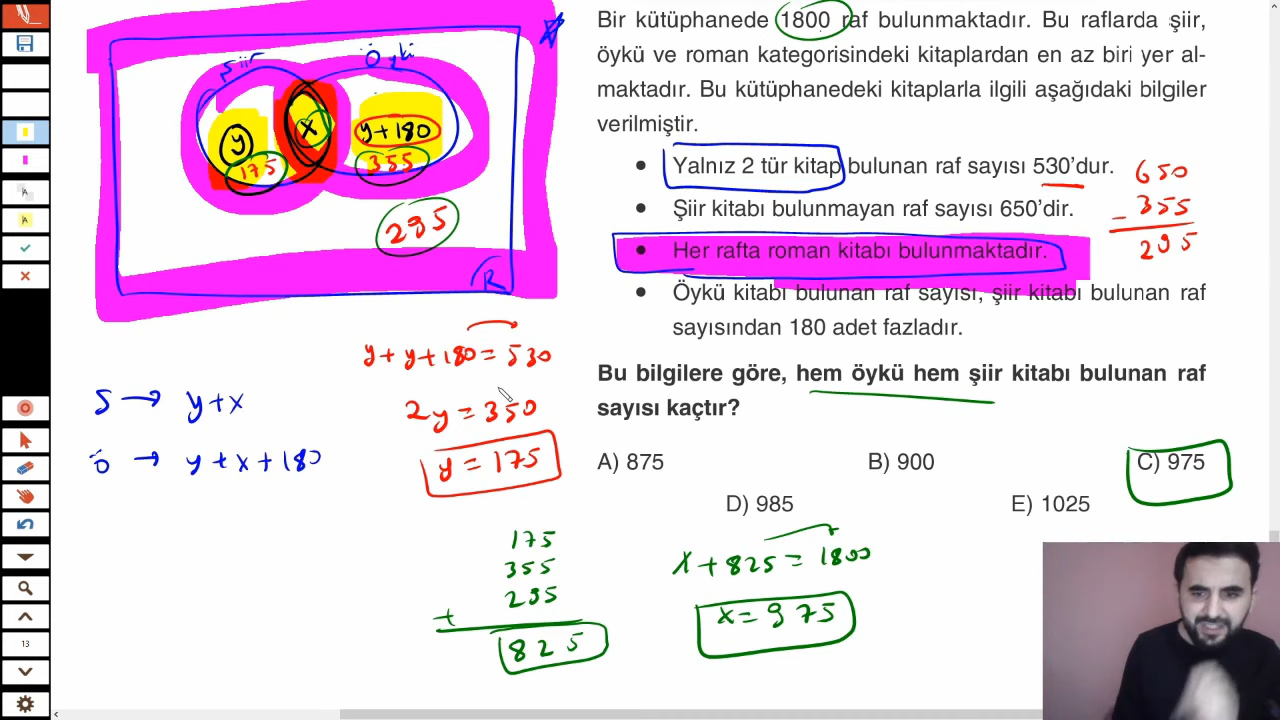 Bir kütüphanede 1800 raf bulunmaktadır. Bu raflarda şiir,
öykü ve roman kategorisindeki kitaplardan en az biri yer al-
maktadır. Bu kütüphanedeki kitaplarla ilgili aşağıdaki bilgiler
verilmiştir.
• Yalnız 2 tür kitap bulunan raf sayısı 530’dur.
• Şiir kitabı bulunmayan raf sayısı 650’dir.
• Her rafta roman kitabı bulunmaktadır.
• Öykü kitabı bulunan raf sayısı, şiir kitabı bulunan raf
sayısından 180 adet fazladır.
Bu bilgilere göre, hem öykü hem şiir kitabı bulunan raf
sayısı kaçtır?
A) 875 B) 900 C) 975
D) 985 E) 1025
650
- 355
295
Şiir Öykü
y x y+180
175 355
295
R
y + y + 180 = 530
2y = 350
y = 175
Ş → y+x
Ö → y+x+180
175
355
295
+
825
x + 825 = 1800
x = 975
A
A
13